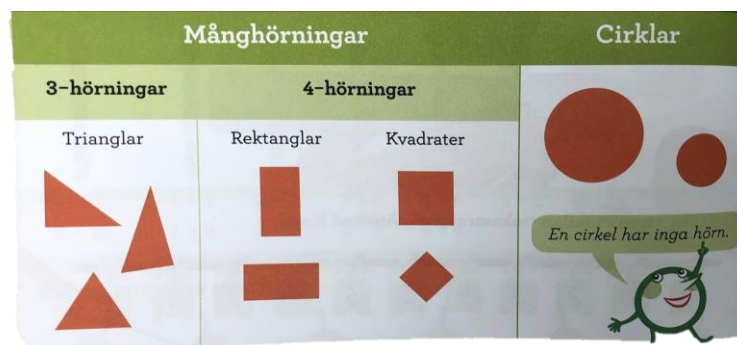 Månghörningar
Cirklar
3-hörningar
4-hörningar
Trianglar
Rektanglar
Kvadrater
En cirkel har inga hörn.